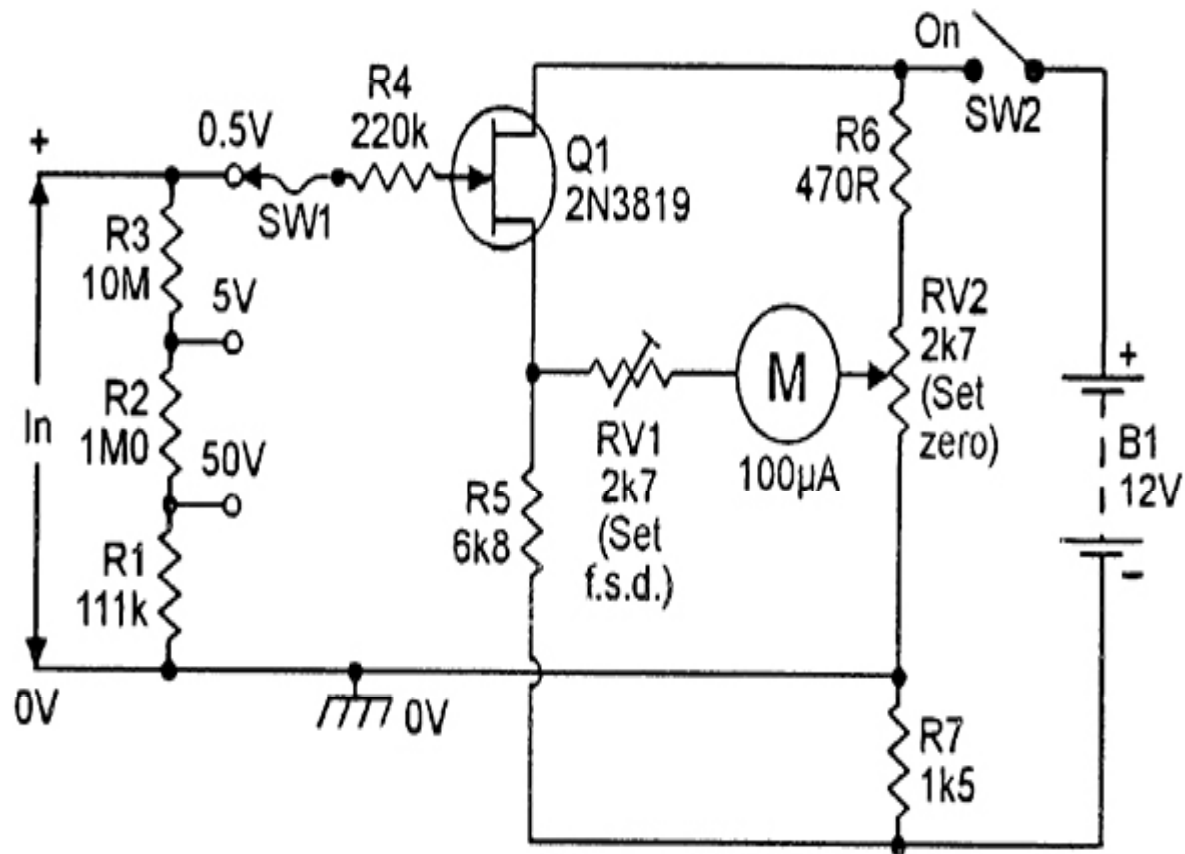 On
SW2
R4
220k
+
0.5V
Q1
2N3819
R6
470R
SW1
R3
10M
5V
RV2
2k7
(Set
zero)
+
M
In
R2
1M0
50V
RV1
2k7
(Set
f.s.d.)
100µA
B1
12V
R5
6k8
R1
111k
-
0V
0V
R7
1k5